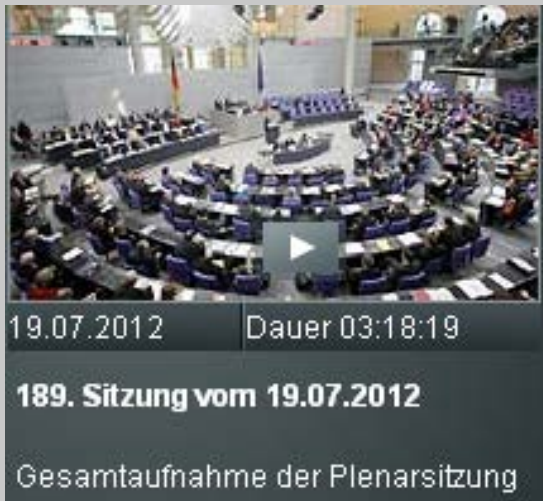 19.07.2012
Dauer 03:18:19
189. Sitzung vom 19.07.2012
Gesamtaufnahme der Plenarsitzung